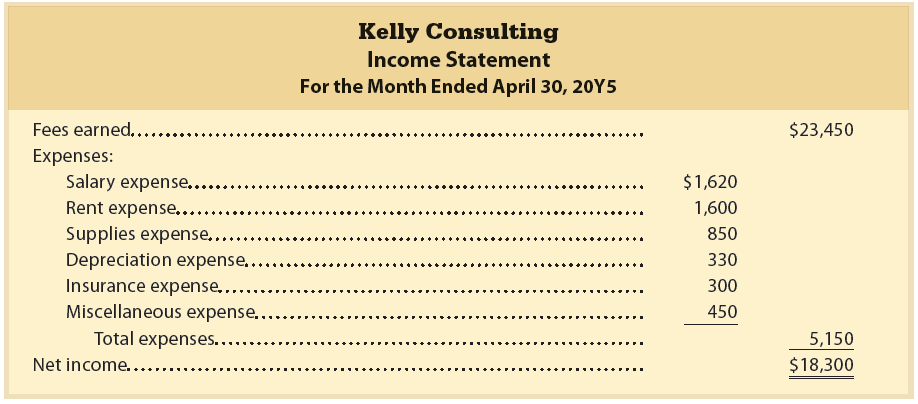 Kelly Consulting
Income Statement
For the Month Ended April 30, 20Y5
Fees earned $23,450
Expenses:
Salary expense $1,620
Rent expense 1,600
Supplies expense 850
Depreciation expense 330
Insurance expense 300
Miscellaneous expense 450
Total expenses 5,150
Net income $18,300